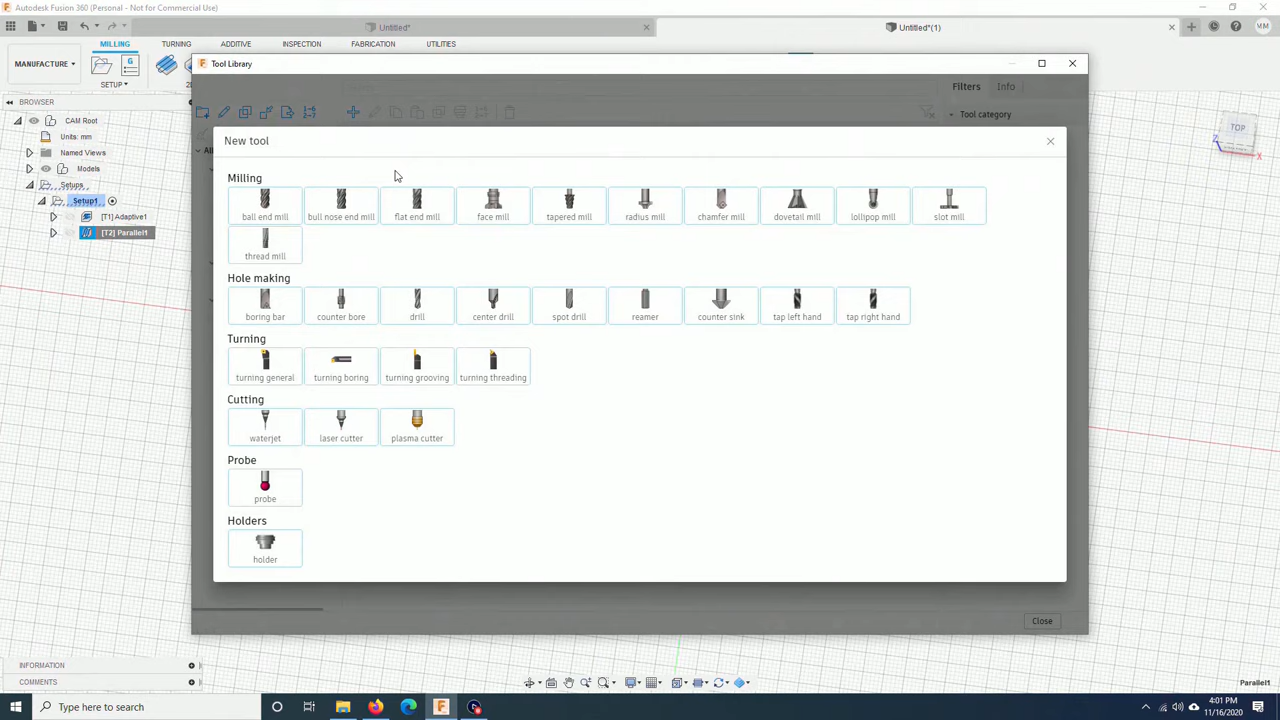 Autodesk Fusion 360 (Personal - Not for Commercial Use)
Untitled*
Untitled*(1)
MM
MILLING
TURNING
ADDITIVE
INSPECTION
FABRICATION
UTILITIES
MANUFACTURE
G
SETUP
Tool Library
Filters
Info
BROWSER
Tool category
CAM Root
Units: mm
Named Views
Models
Setups
Setup1
[T1] Adaptive1
[T2] Parallel1
All
TOP
Z
X
New tool
Milling
ball end mill
bull nose end mill
flat end mill
face mill
tapered mill
radius mill
chamfer mill
dovetail mill
lollipop mill
slot mill
thread mill
Hole making
boring bar
counter bore
drill
center drill
spot drill
reamer
counter sink
tap left hand
tap right hand
Turning
turning general
turning boring
turning grooving
turning threading
Cutting
waterjet
laser cutter
plasma cutter
Probe
probe
Holders
holder
Close
INFORMATION
COMMENTS
Parallel1
Type here to search
4:01 PM
11/16/2020